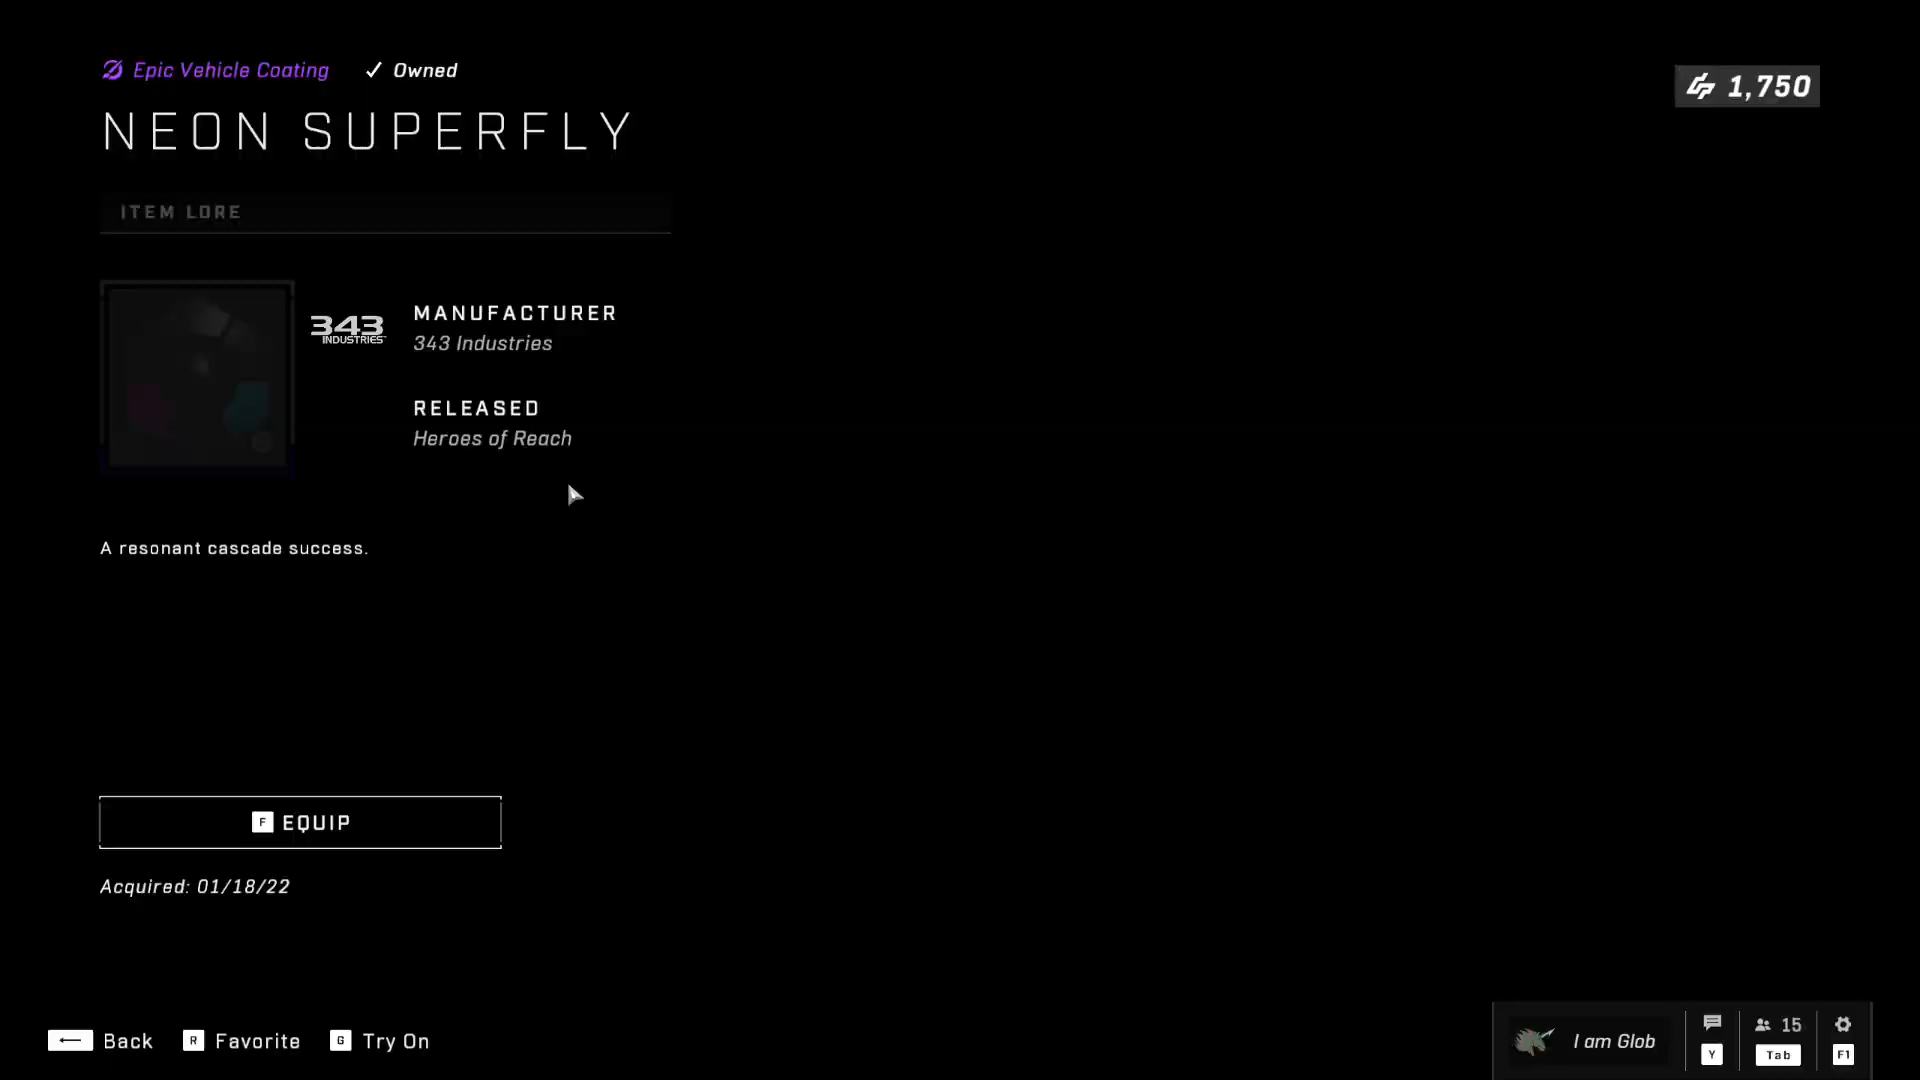 Epic Vehicle Coating
Owned
1,750
NEON SUPERFLY
ITEM LORE
343
INDUSTRIES
MANUFACTURER
343 Industries
RELEASED
Heroes of Reach
A resonant cascade success.
F EQUIP
Acquired: 01/18/22
Back
R Favorite
G Try On
I am Glob
Y
15
Tab
F1